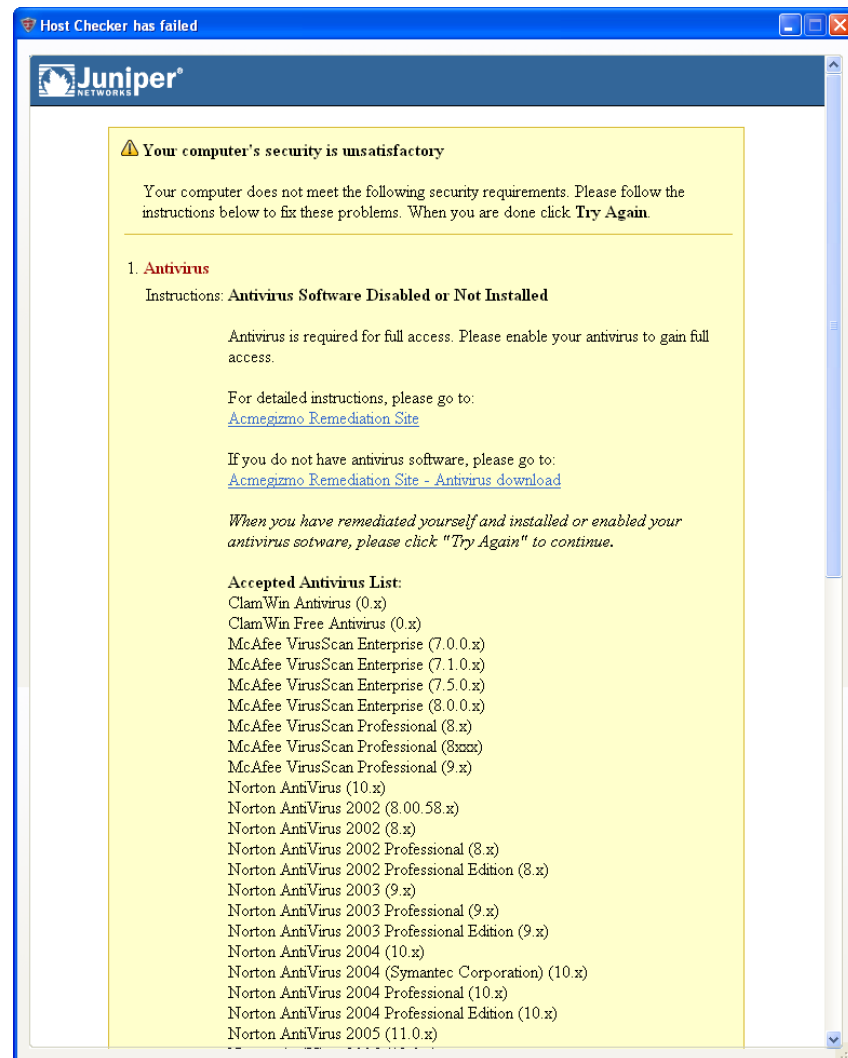 Host Checker has failed
Juniper®
NETWORKS
Your computer's security is unsatisfactory
Your computer does not meet the following security requirements. Please follow the
instructions below to fix these problems. When you are done click Try Again.
1. Antivirus
Instructions: Antivirus Software Disabled or Not Installed
Antivirus is required for full access. Please enable your antivirus to gain full
access.
For detailed instructions, please go to:
Acmegizmo Remediation Site
If you do not have antivirus software, please go to:
Acmegizmo Remediation Site - Antivirus download
When you have remediated yourself and installed or enabled your
antivirus sotware, please click "Try Again" to continue.
Accepted Antivirus List:
ClamWin Antivirus (0.x)
ClamWin Free Antivirus (0.x)
McAfee VirusScan Enterprise (7.0.0.x)
McAfee VirusScan Enterprise (7.1.0.x)
McAfee VirusScan Enterprise (7.5.0.x)
McAfee VirusScan Enterprise (8.0.0.x)
McAfee VirusScan Professional (8.x)
McAfee VirusScan Professional (8xxx)
McAfee VirusScan Professional (9.x)
Norton AntiVirus (10.x)
Norton AntiVirus 2002 (8.00.58.x)
Norton AntiVirus 2002 (8.x)
Norton AntiVirus 2002 Professional (8.x)
Norton AntiVirus 2002 Professional Edition (8.x)
Norton AntiVirus 2003 (9.x)
Norton AntiVirus 2003 Professional (9.x)
Norton AntiVirus 2003 Professional Edition (9.x)
Norton AntiVirus 2004 (10.x)
Norton AntiVirus 2004 (Symantec Corporation) (10.x)
Norton AntiVirus 2004 Professional (10.x)
Norton AntiVirus 2004 Professional Edition (10.x)
Norton AntiVirus 2005 (11.0.x)